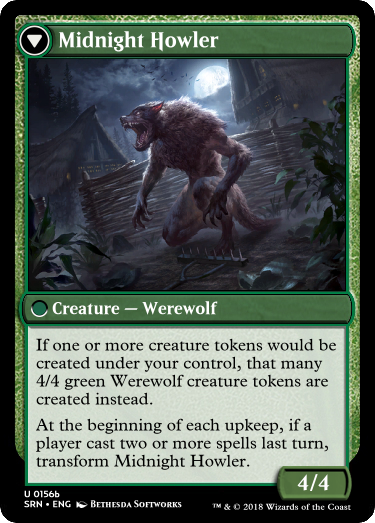 Midnight Howler
Creature — Werewolf
If one or more creature tokens would be
created under your control, that many
4/4 green Werewolf creature tokens are
created instead.
At the beginning of each upkeep, if a
player cast two or more spells last turn,
transform Midnight Howler.
4/4
U 0156b
SRN • ENG Bethesda Softworks
™ & © 2018 Wizards of the Coast